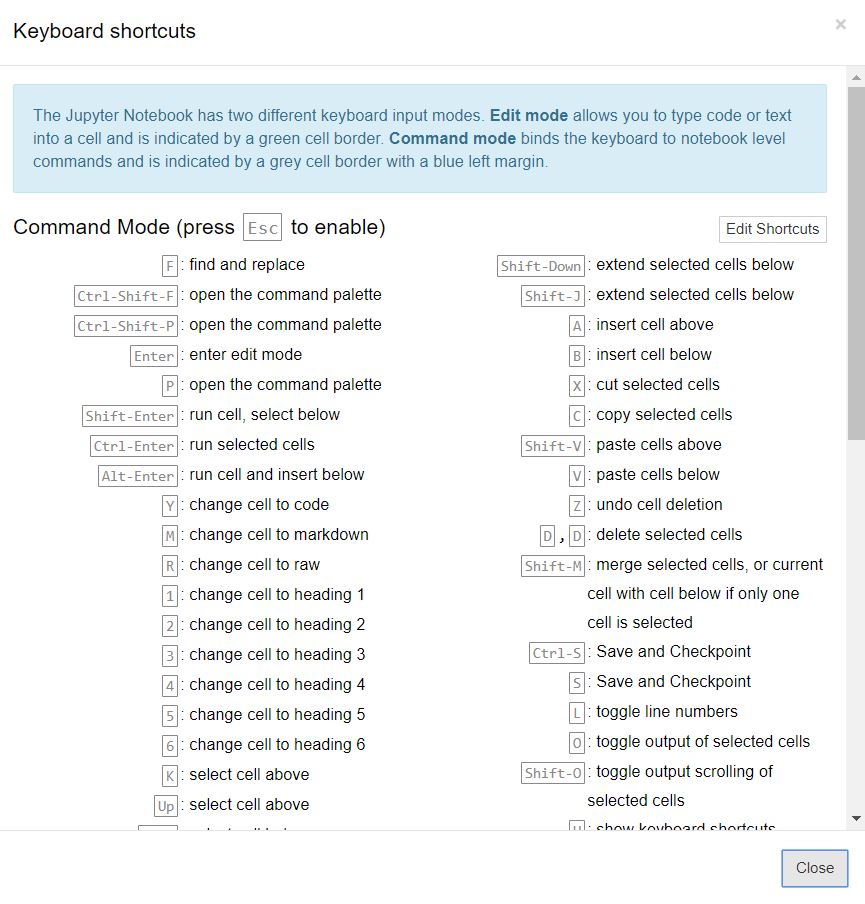 Keyboard shortcuts
×
The Jupyter Notebook has two different keyboard input modes. Edit mode allows you to type code or text
into a cell and is indicated by a green cell border. Command mode binds the keyboard to notebook level
commands and is indicated by a grey cell border with a blue left margin.
Command Mode (press Esc to enable)
Edit Shortcuts
F : find and replace
Ctrl-Shift-F : open the command palette
Ctrl-Shift-P : open the command palette
Enter : enter edit mode
P : open the command palette
Shift-Enter : run cell, select below
Ctrl-Enter : run selected cells
Alt-Enter : run cell and insert below
Y : change cell to code
M : change cell to markdown
R : change cell to raw
1 : change cell to heading 1
2 : change cell to heading 2
3 : change cell to heading 3
4 : change cell to heading 4
5 : change cell to heading 5
6 : change cell to heading 6
K : select cell above
Up : select cell above
Shift-Down : extend selected cells below
Shift-J : extend selected cells below
A : insert cell above
B : insert cell below
X : cut selected cells
C : copy selected cells
Shift-V : paste cells above
V : paste cells below
Z : undo cell deletion
D , D : delete selected cells
Shift-M : merge selected cells, or current
cell with cell below if only one
cell is selected
Ctrl-S : Save and Checkpoint
S : Save and Checkpoint
L : toggle line numbers
O : toggle output of selected cells
Shift-O : toggle output scrolling of
selected cells
: show keyboard shortcuts
Close